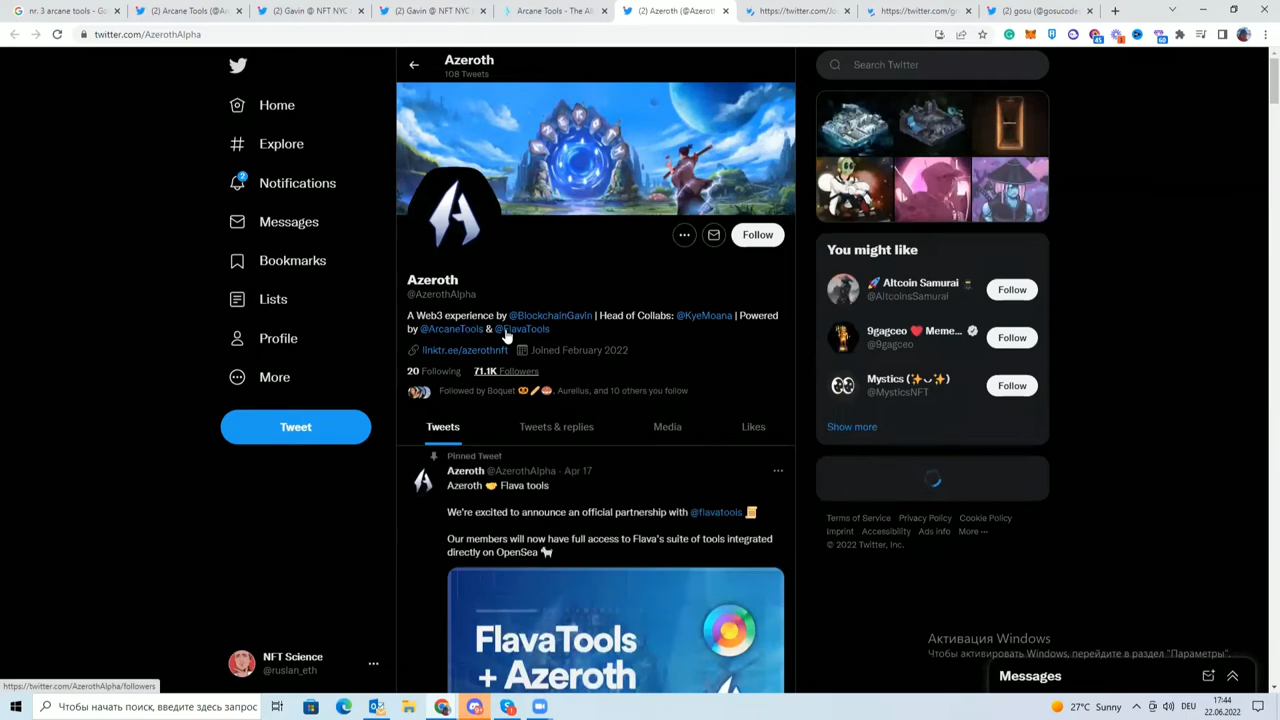 nr. 3 arcane tools - Go
Arcane Tools (@A
(2) Gavin @ NFT NYC
(2) Gavin @ NFT NYC
Arcane Tools - The Al
(2) Azeroth (@Azeroth
https://twitter.com/Jo
https://twitter.com/g
(2) gosu (@gosucode
twitter.com/AzerothAlpha
45
60
Home
Explore
2
Notifications
Messages
Bookmarks
Lists
Profile
More
Tweet
NFT Science
@ruslan_eth
Azeroth
108 Tweets
AZEROTH
Follow
Azeroth
@AzerothAlpha
A Web3 experience by @BlockchainGavin | Head of Collabs: @KyeMoana | Powered
by @ArcaneTools & @FlavaTools
linktr.ee/azerothnft Joined February 2022
20 Following 71.1K Followers
Followed by Boquet, Aurelius, and 10 others you follow
Tweets
Tweets & replies
Media
Likes
Pinned Tweet
Azeroth @AzerothAlpha · Apr 17
Azeroth 🤝 Flava tools
We're excited to announce an official partnership with @flavatools
Our members will now have full access to Flava's suite of tools integrated
directly on OpenSea
FlavaTools
+ Azeroth
Search Twitter
You might like
🚀 Altcoin Samurai
@AltcoinsSamurai
Follow
9gagceo ❤️ Meme...
@9gagceo
Follow
Mystics (✨◡✨)
@MysticsNFT
Follow
Show more
Terms of Service Privacy Policy Cookie Policy
Imprint Accessibility Ads info More ···
© 2022 Twitter, Inc.
Активация Windows
Чтобы активировать Windows, перейдите в раздел "Параметры".
Messages
https://twitter.com/AzerothAlpha/followers
Чтобы начать поиск, введите здесь запрос
27°C Sunny
DEU
17:44
22.06.2022